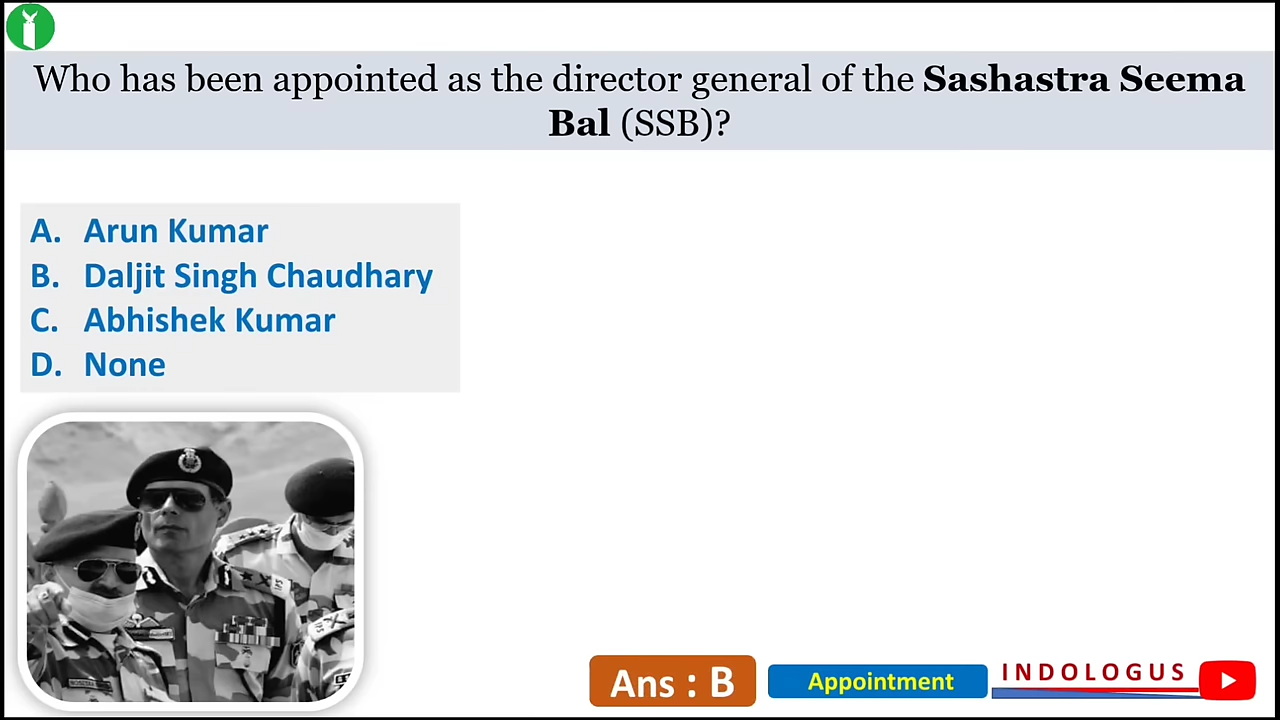 Who has been appointed as the director general of the Sashastra Seema
Bal (SSB)?
A. Arun Kumar
B. Daljit Singh Chaudhary
C. Abhishek Kumar
D. None
Ans : B
Appointment
INDOLOGUS